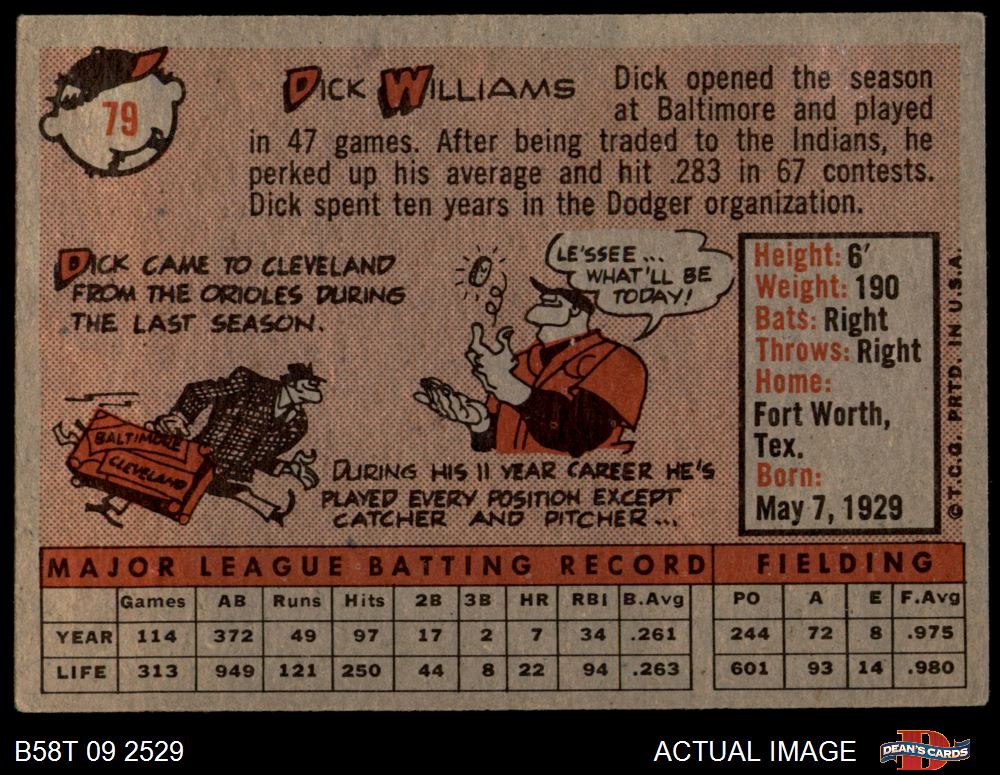 79
DICK WILLIAMS
Dick opened the season
at Baltimore and played
in 47 games. After being traded to the Indians, he
perked up his average and hit .283 in 67 contests.
Dick spent ten years in the Dodger organization.
DICK CAME TO CLEVELAND
FROM THE ORIOLES DURING
THE LAST SEASON.
LE'SSEE...
WHAT'LL BE
TODAY!
BALTIMORE
CLEVELAND
DURING HIS 11 YEAR CAREER HE'S
PLAYED EVERY POSITION EXCEPT
CATCHER AND PITCHER...
Height: 6'
Weight: 190
Bats: Right
Throws: Right
Home:
Fort Worth,
Tex.
Born:
May 7, 1929
© T.C.G. PRTD. IN U.S.A.
MAJOR LEAGUE BATTING RECORD FIELDING
Games AB Runs Hits 2B 3B HR RBI B.Avg PO A E F.Avg
YEAR 114 372 49 97 17 2 7 34 .261 244 72 8 .975
LIFE 313 949 121 250 44 8 22 94 .263 601 93 14 .980
B58T 09 2529 ACTUAL IMAGE DEAN'S CARDS